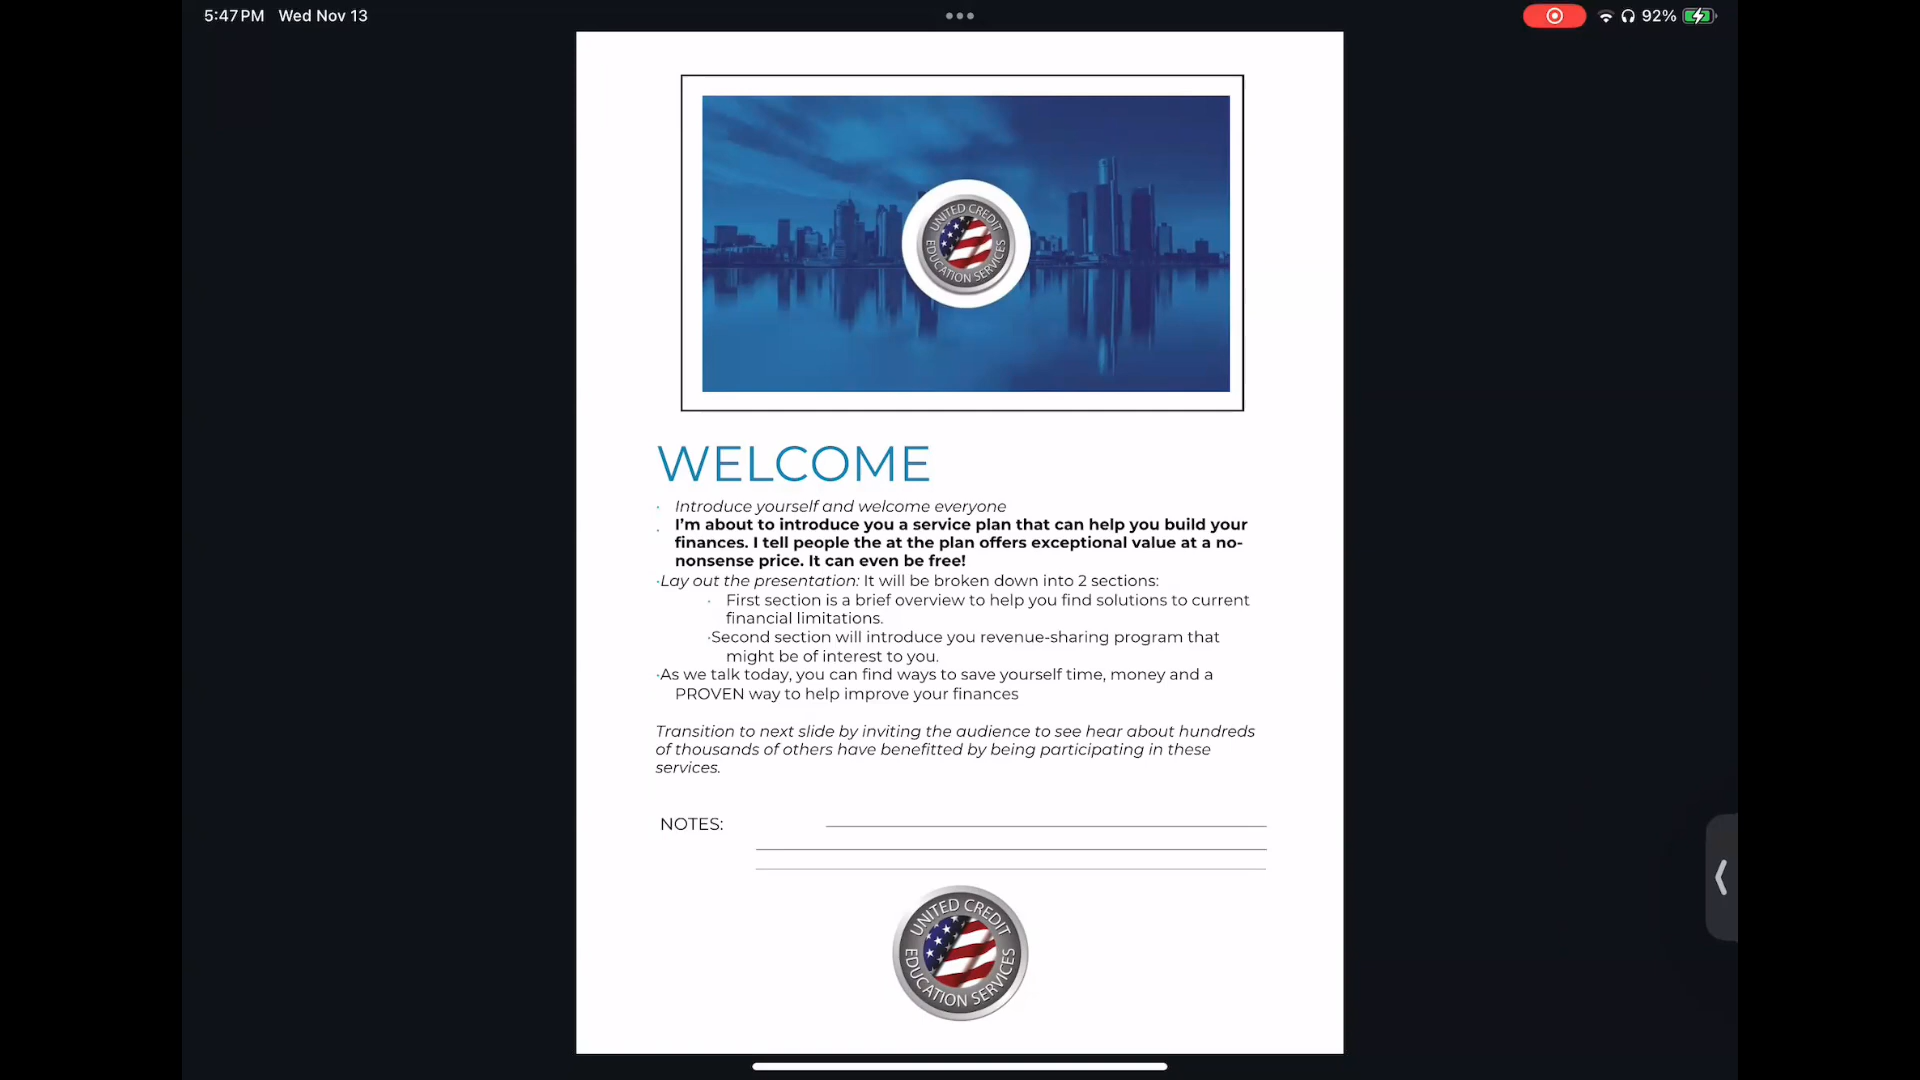 5:47 PM Wed Nov 13
92%
UNITED CREDIT
EDUCATION SERVICES
WELCOME
· Introduce yourself and welcome everyone
· I'm about to introduce you a service plan that can help you build your
finances. I tell people the at the plan offers exceptional value at a no-
nonsense price. It can even be free!
·Lay out the presentation: It will be broken down into 2 sections:
· First section is a brief overview to help you find solutions to current
financial limitations.
·Second section will introduce you revenue-sharing program that
might be of interest to you.
·As we talk today, you can find ways to save yourself time, money and a
PROVEN way to help improve your finances
Transition to next slide by inviting the audience to see hear about hundreds
of thousands of others have benefitted by being participating in these
services.
NOTES:
UNITED CREDIT
EDUCATION SERVICES